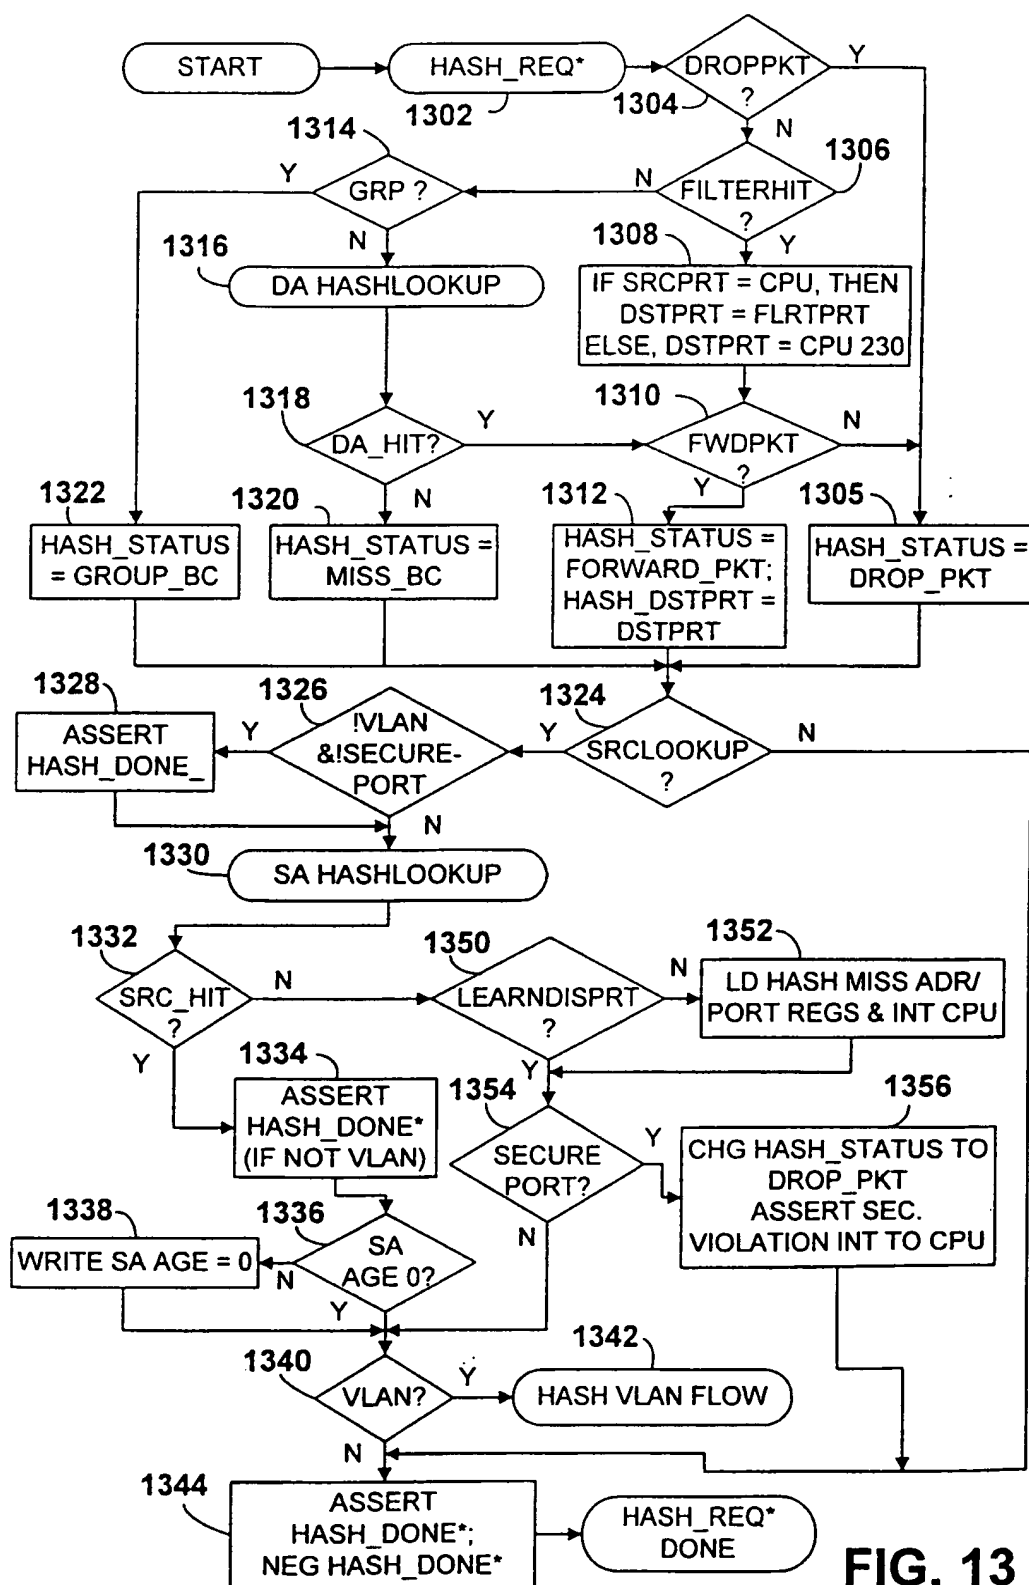 START
HASH_REQ*
1302
DROPPKT
?
1304
Y
N
1314
GRP ?
Y
N
N
FILTERHIT
?
1306
Y
1316
DA HASHLOOKUP
1308
IF SRCPRT = CPU, THEN
DSTPRT = FLRTPRT
ELSE, DSTPRT = CPU 230
1318
DA_HIT?
Y
N
1310
FWDPKT
?
N
Y
1322
HASH_STATUS
= GROUP_BC
1320
HASH_STATUS =
MISS_BC
1312
HASH_STATUS =
FORWARD_PKT;
HASH_DSTPRT =
DSTPRT
1305
HASH_STATUS =
DROP_PKT
1328
ASSERT
HASH_DONE_
1326
!VLAN
&!SECURE-
PORT
Y
N
1324
SRCLOOKUP
?
Y
N
1330
SA HASHLOOKUP
1332
SRC_HIT
?
N
Y
1350
LEARNDISPRT
?
N
Y
1352
LD HASH MISS ADR/
PORT REGS & INT CPU
1334
ASSERT
HASH_DONE*
(IF NOT VLAN)
1354
SECURE
PORT?
Y
N
1356
CHG HASH_STATUS TO
DROP_PKT
ASSERT SEC.
VIOLATION INT TO CPU
1338
WRITE SA AGE = 0
1336
SA
AGE 0?
N
Y
1340
VLAN?
Y
N
1342
HASH VLAN FLOW
1344
ASSERT
HASH_DONE*;
NEG HASH_DONE*
HASH_REQ*
DONE
FIG. 13